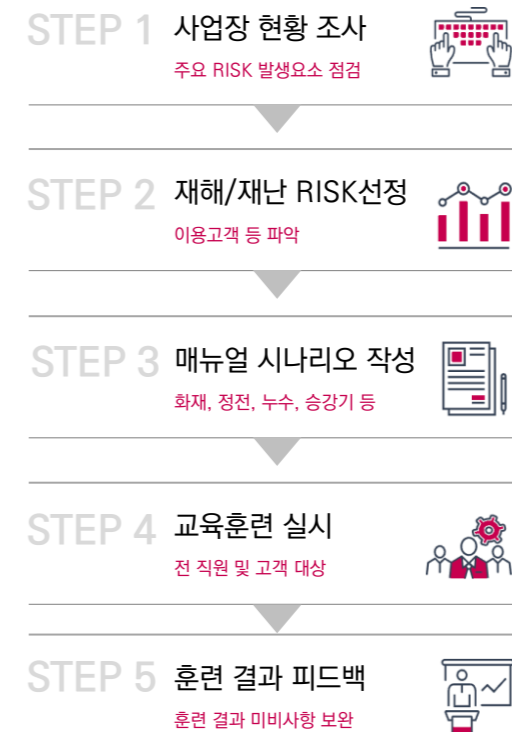 STEP 1 사업장 현황 조사
주요 RISK 발생요소 점검
STEP 2 재해/재난 RISK선정
이용고객 등 파악
STEP 3 매뉴얼 시나리오 작성
화재, 정전, 누수, 승강기 등
STEP 4 교육훈련 실시
전 직원 및 고객 대상
STEP 5 훈련 결과 피드백
훈련 결과 미비사항 보완